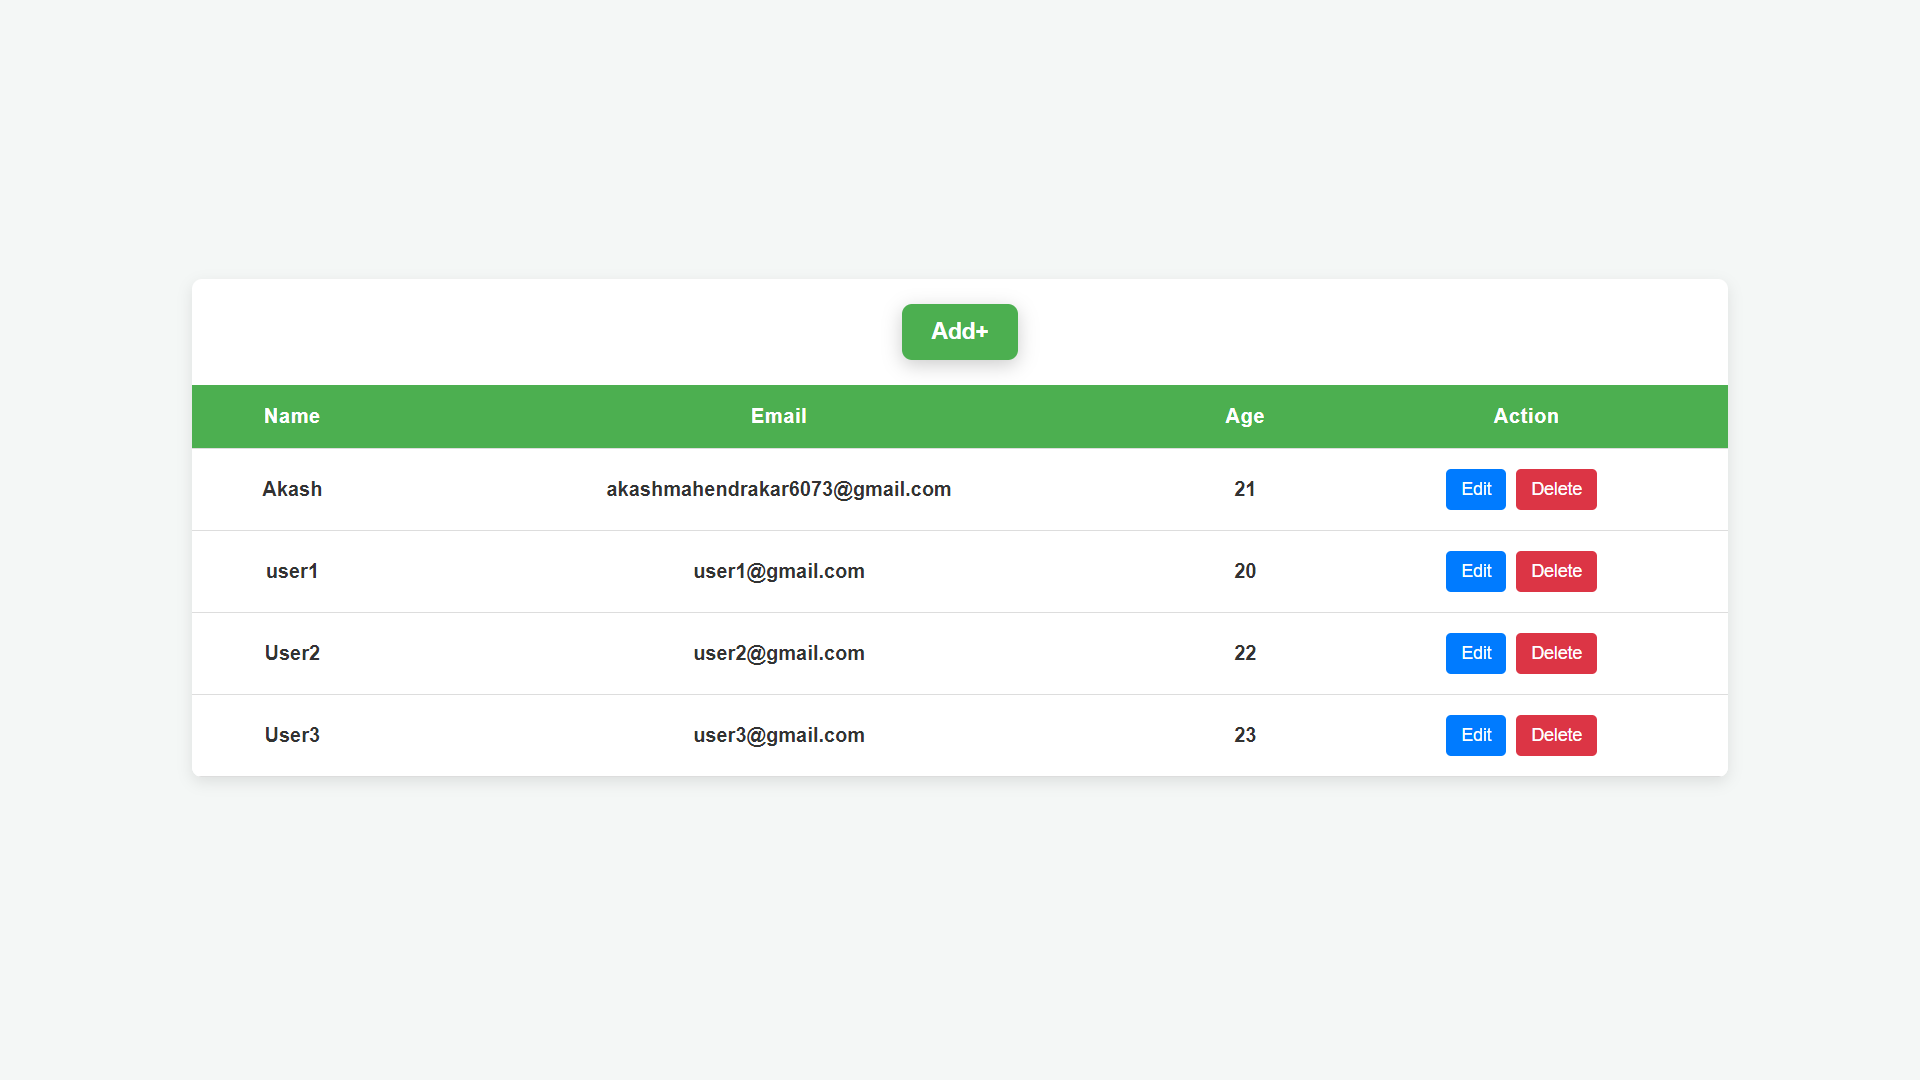 Add+
Name Email Age Action
Akash akashmahendrakar6073@gmail.com 21 Edit Delete
user1 user1@gmail.com 20 Edit Delete
User2 user2@gmail.com 22 Edit Delete
User3 user3@gmail.com 23 Edit Delete